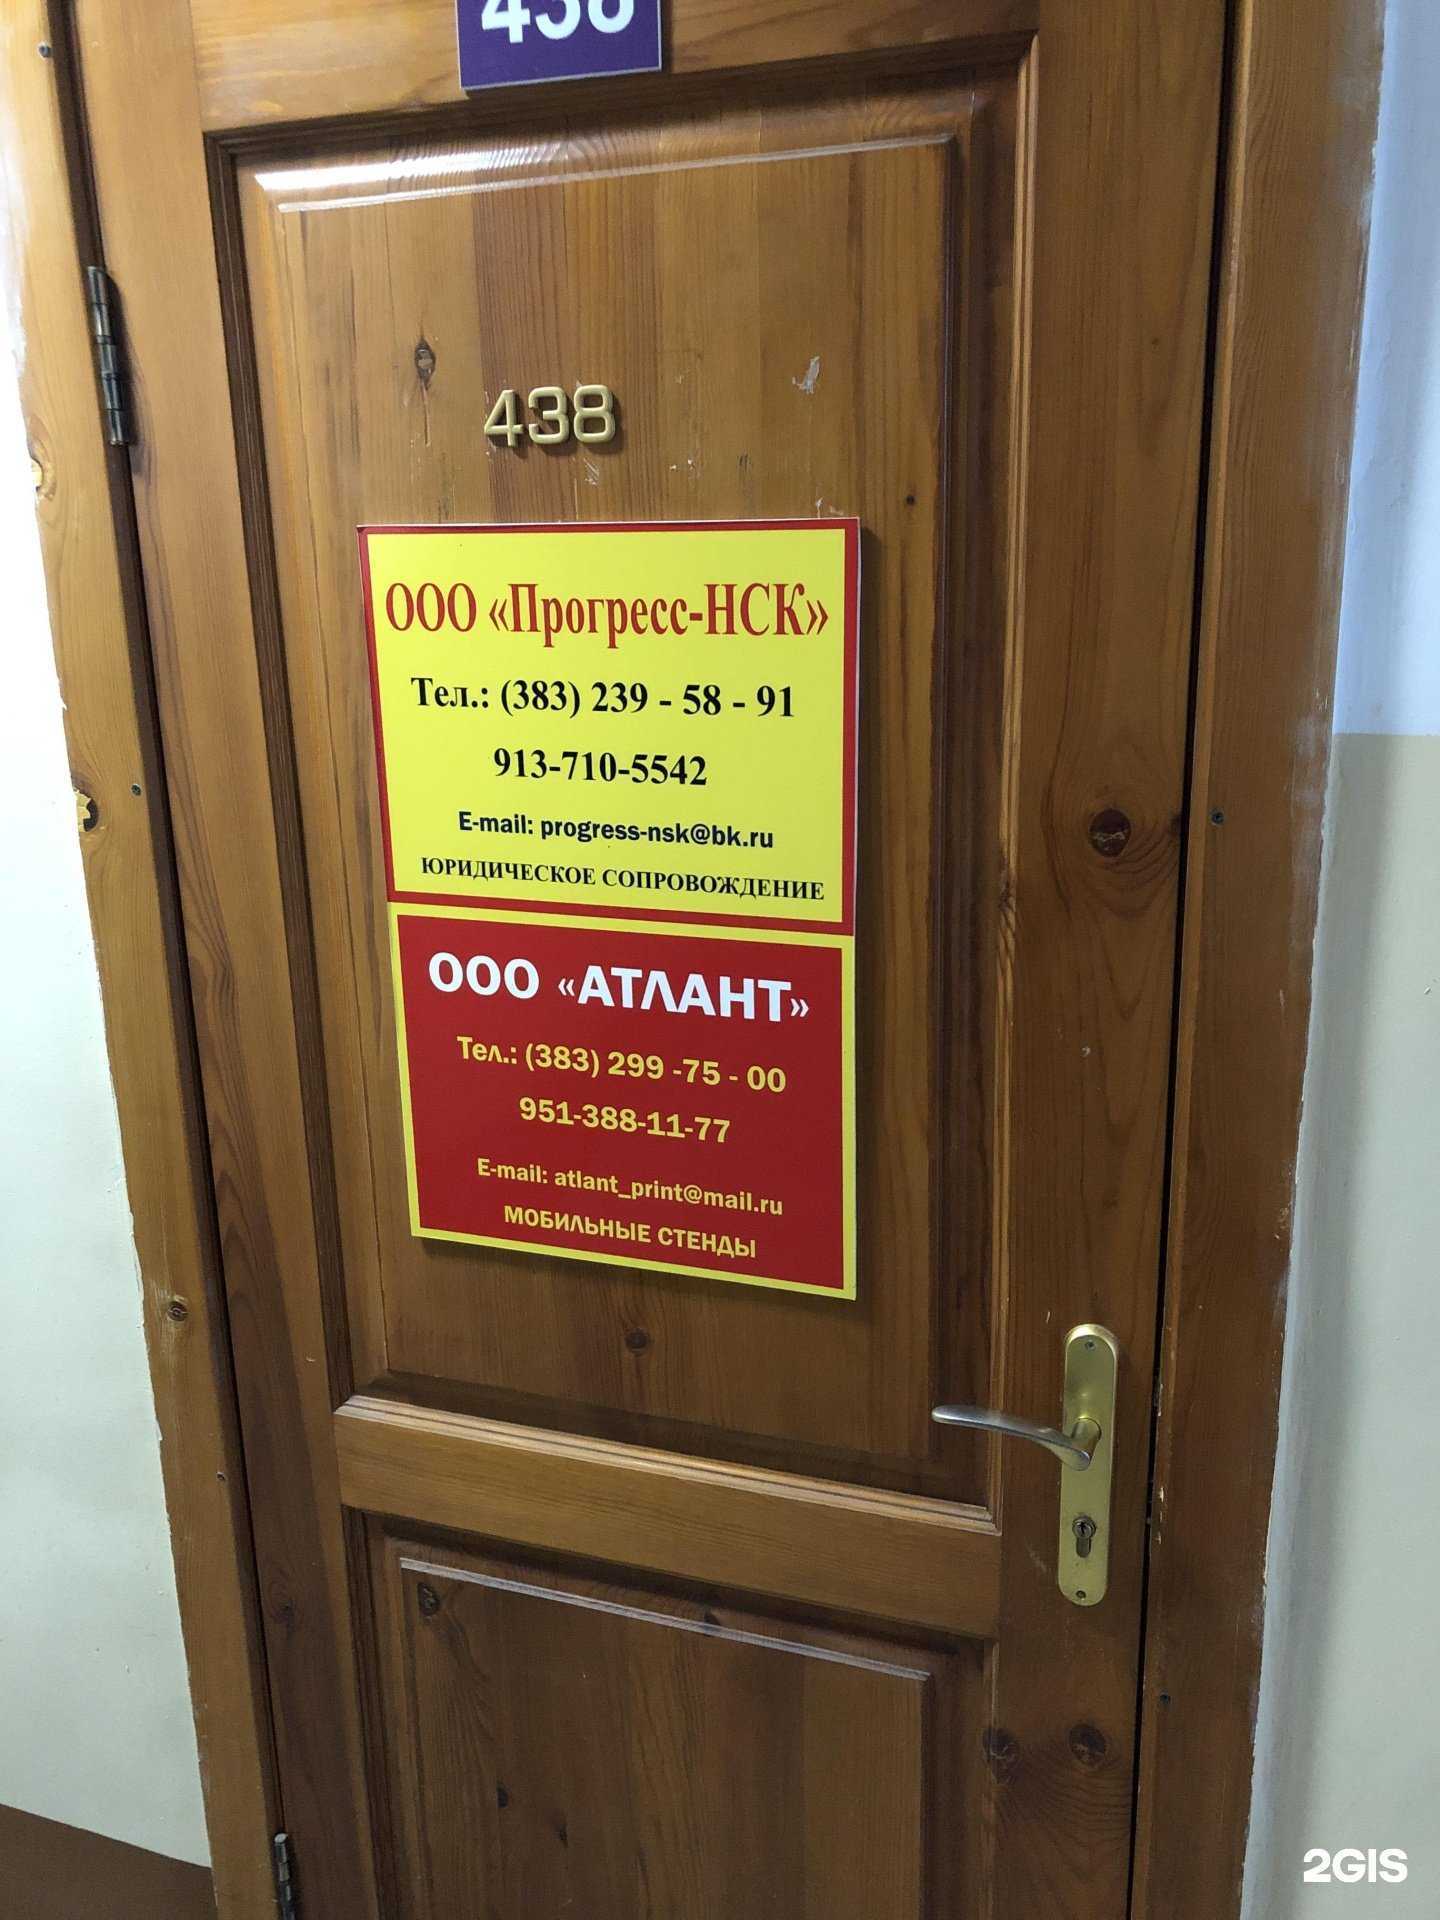 438
438
ООО «Прогресс-НСК»
Тел.: (383) 239 - 58 - 91
913-710-5542
E-mail: progress-nsk@bk.ru
ЮРИДИЧЕСКОЕ СОПРОВОЖДЕНИЕ
ООО «АТЛАНТ»
Тел.: (383) 299 -75 - 00
951-388-11-77
E-mail: atlant_print@mail.ru
МОБИЛЬНЫЕ СТЕНДЫ
2GIS